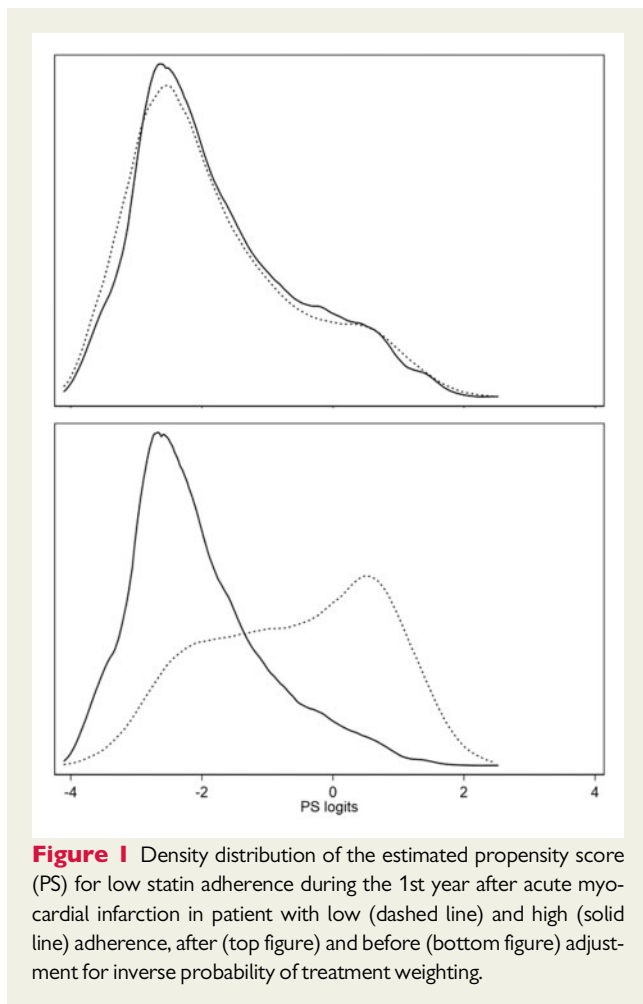 -4 -2 0 2 4
PS logits
Figure 1 Density distribution of the estimated propensity score
(PS) for low statin adherence during the 1st year after acute myo-
cardial infarction in patient with low (dashed line) and high (solid
line) adherence, after (top figure) and before (bottom figure) adjust-
ment for inverse probability of treatment weighting.